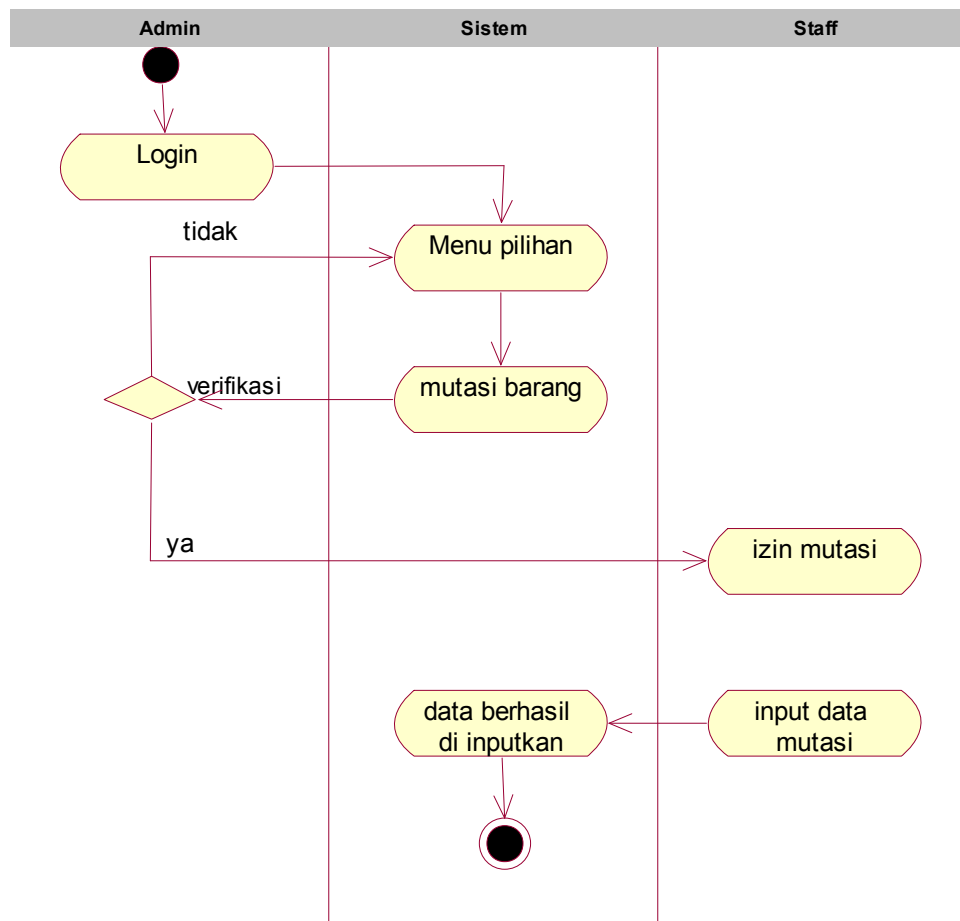 Admin
Sistem
Staff
Login
tidak
Menu pilihan
verifikasi
mutasi barang
ya
izin mutasi
data berhasil
di inputkan
input data
mutasi